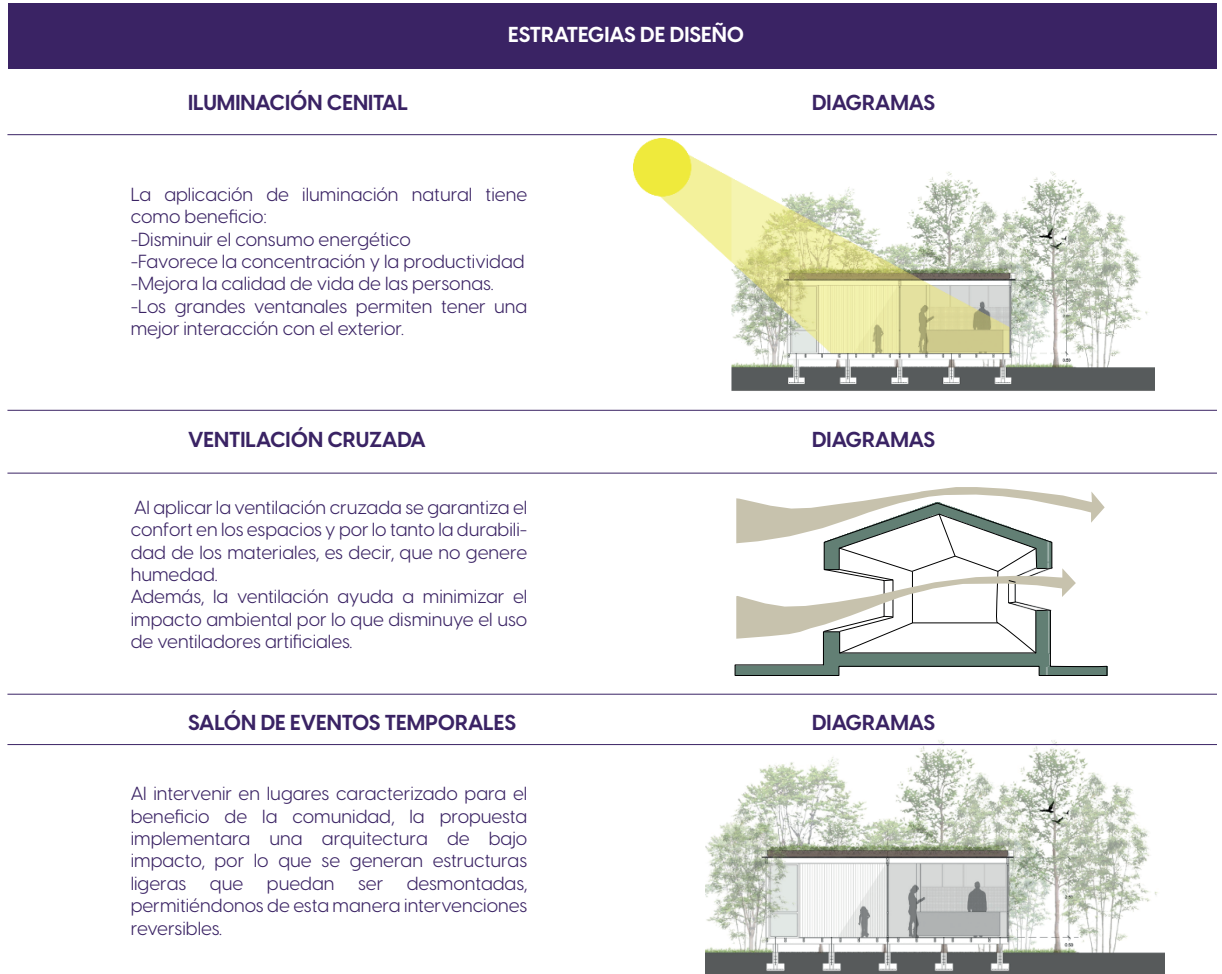 ESTRATEGIAS DE DISEÑO
ILUMINACIÓN CENITAL
DIAGRAMAS
La aplicación de iluminación natural tiene
como beneficio:
-Disminuir el consumo energético
-Favorece la concentración y la productividad
-Mejora la calidad de vida de las personas.
-Los grandes ventanales permiten tener una
mejor interacción con el exterior.
0.50
VENTILACIÓN CRUZADA
DIAGRAMAS
Al aplicar la ventilación cruzada se garantiza el
confort en los espacios y por lo tanto la durabili-
dad de los materiales, es decir, que no genere
humedad.
Además, la ventilación ayuda a minimizar el
impacto ambiental por lo que disminuye el uso
de ventiladores artificiales.
SALÓN DE EVENTOS TEMPORALES
DIAGRAMAS
Al intervenir en lugares caracterizado para el
beneficio de la comunidad, la propuesta
implementara una arquitectura de bajo
impacto, por lo que se generan estructuras
ligeras que puedan ser desmontadas,
permitiéndonos de esta manera intervenciones
reversibles.
0.50